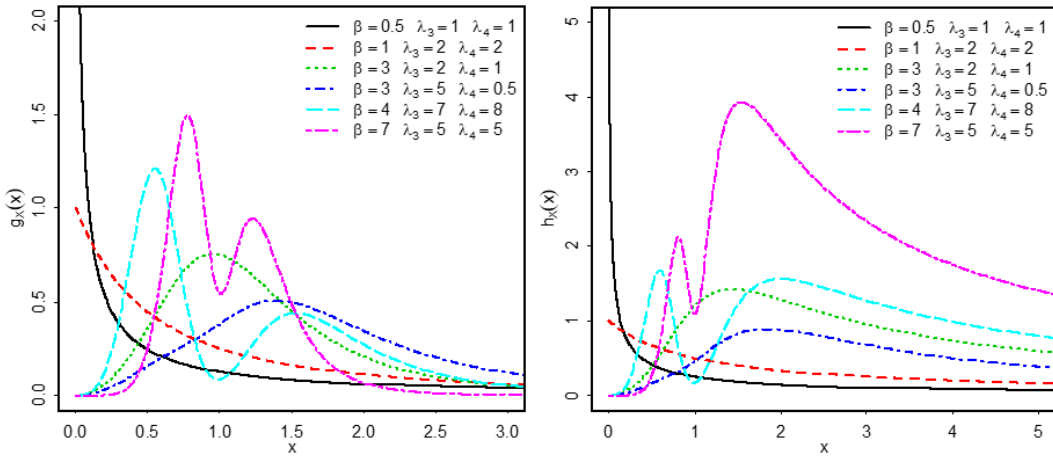 2.0
1.5
1.0
0.5
0.0
g_X(x)
β = 0.5 λ₃ = 1 λ₄ = 1
β = 1 λ₃ = 2 λ₄ = 2
β = 3 λ₃ = 2 λ₄ = 1
β = 3 λ₃ = 5 λ₄ = 0.5
β = 4 λ₃ = 7 λ₄ = 8
β = 7 λ₃ = 5 λ₄ = 5
0.0 0.5 1.0 1.5 2.0 2.5 3.0
x
5
4
3
2
1
0
h_X(x)
β = 0.5 λ₃ = 1 λ₄ = 1
β = 1 λ₃ = 2 λ₄ = 2
β = 3 λ₃ = 2 λ₄ = 1
β = 3 λ₃ = 5 λ₄ = 0.5
β = 4 λ₃ = 7 λ₄ = 8
β = 7 λ₃ = 5 λ₄ = 5
0 1 2 3 4 5
x